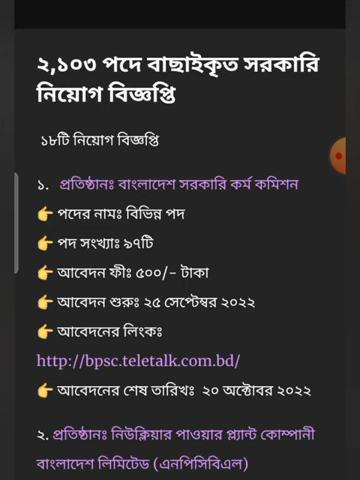 ২,১০৩ পদে বাছাইকৃত সরকারি
নিয়োগ বিজ্ঞপ্তি
১৮টি নিয়োগ বিজ্ঞপ্তি
১. প্রতিষ্ঠানঃ বাংলাদেশ সরকারি কর্ম কমিশন
👉 পদের নামঃ বিভিন্ন পদ
👉 পদ সংখ্যাঃ ৯৭টি
👉 আবেদন ফীঃ ৫০০/- টাকা
👉 আবেদন শুরুঃ ২৫ সেপ্টেম্বর ২০২২
👉 আবেদনের লিংকঃ
http://bpsc.teletalk.com.bd/
👉 আবেদনের শেষ তারিখঃ ২০ অক্টোবর ২০২২
২. প্রতিষ্ঠানঃ নিউক্লিয়ার পাওয়ার প্ল্যান্ট কোম্পানী
বাংলাদেশ লিমিটেড (এনপিসিবিএল)